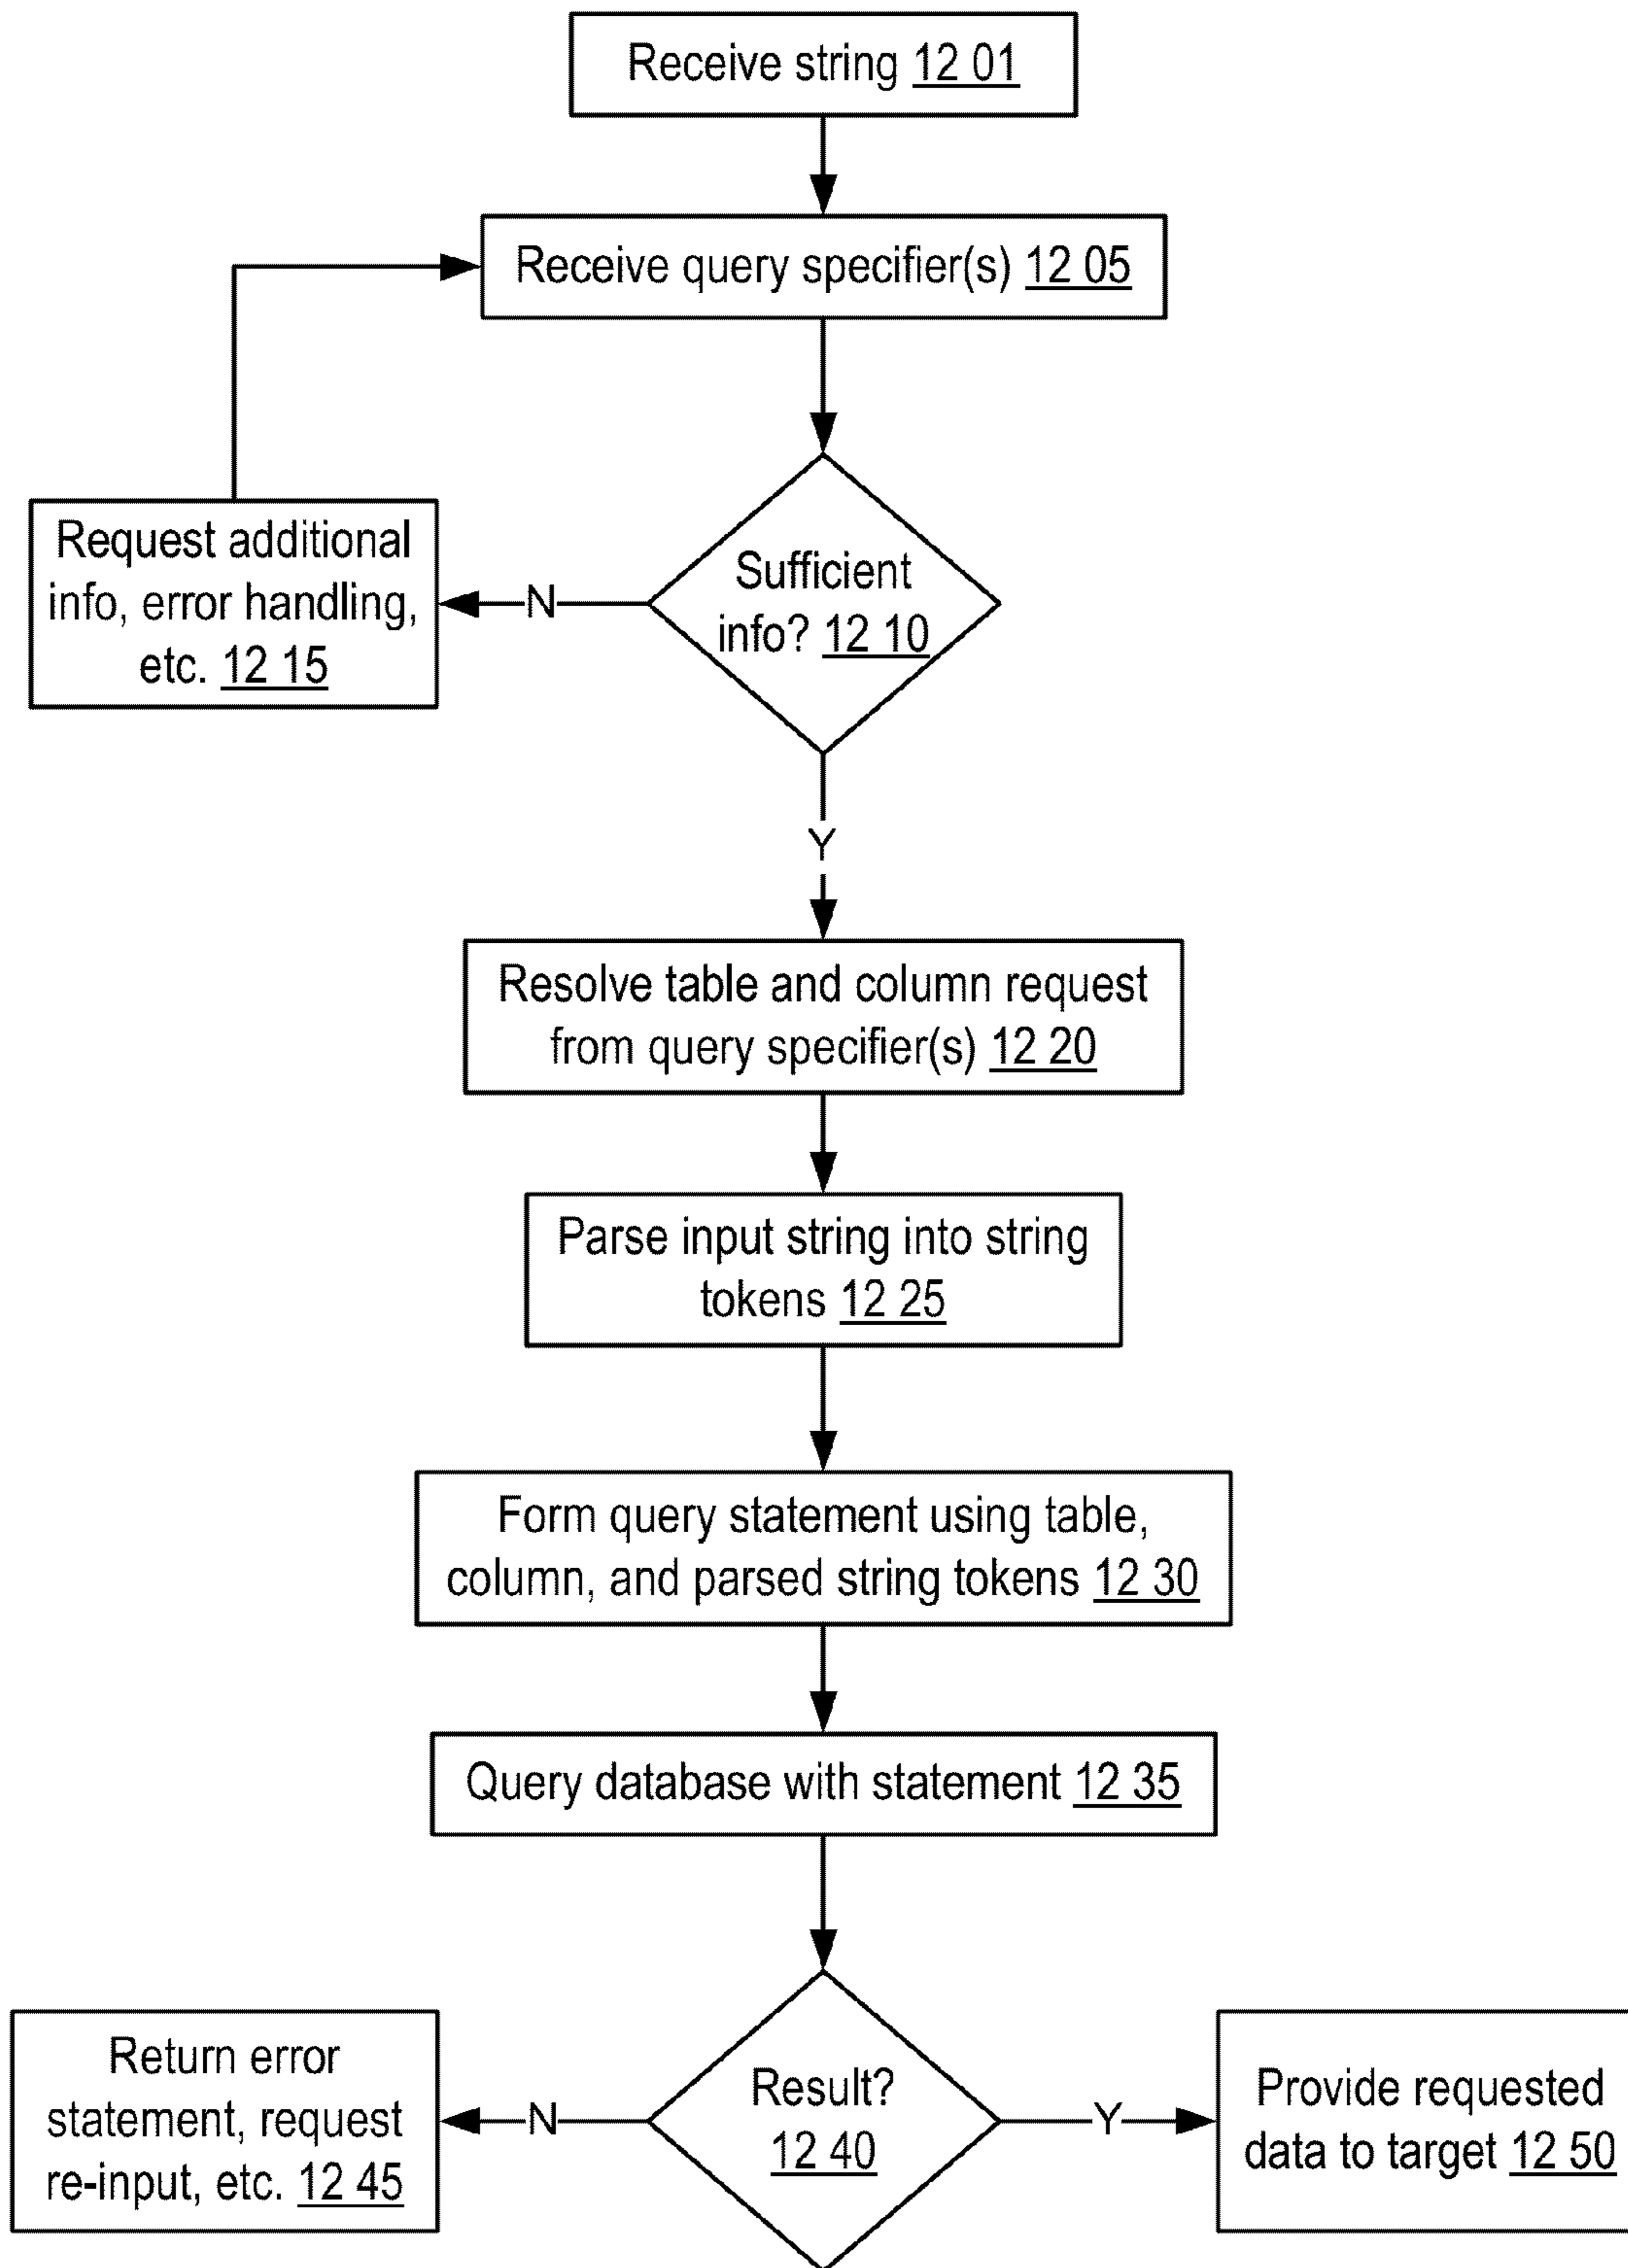 Receive string 12 01
Receive query specifier(s) 12 05
Request additional
info, error handling,
etc. 12 15
N
Sufficient
info? 12 10
Y
Resolve table and column request
from query specifier(s) 12 20
Parse input string into string
tokens 12 25
Form query statement using table,
column, and parsed string tokens 12 30
Query database with statement 12 35
Return error
statement, request
re-input, etc. 12 45
N
Result?
12 40
Y
Provide requested
data to target 12 50